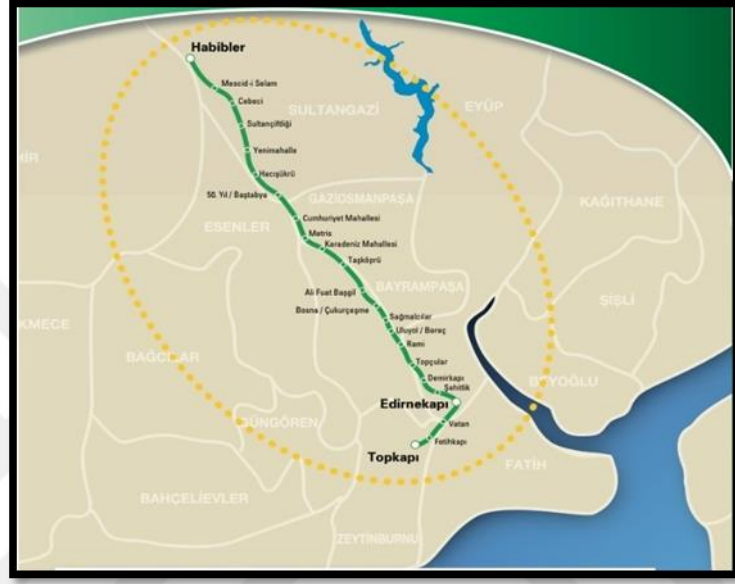 Habibler
Mescid-i Selam
Cebeci
SULTANGAZİ
EYÜP
Sultançiftliği
Yenimahalle
Hacışükrü
50. Yıl / Baştabya
GAZİOSMANPAŞA
KAĞITHANE
Cumhuriyet Mahallesi
ESENLER
Metris
Karadeniz Mahallesi
Taşköprü
Ali Fuat Başgil
BAYRAMPAŞA
ŞİŞLİ
Bosna / Çukurçeşme
Sağmalcılar
Uluyol / Bereç
KMECE
Rami
BAĞCILAR
Topçular
Demirkapı
BEYOĞLU
Şehitlik
Edirnekapı
GÜNGÖREN
Vatan
Fetihkapı
Topkapı
FATİH
BAHÇELİEVLER
ZEYTİNBURNU